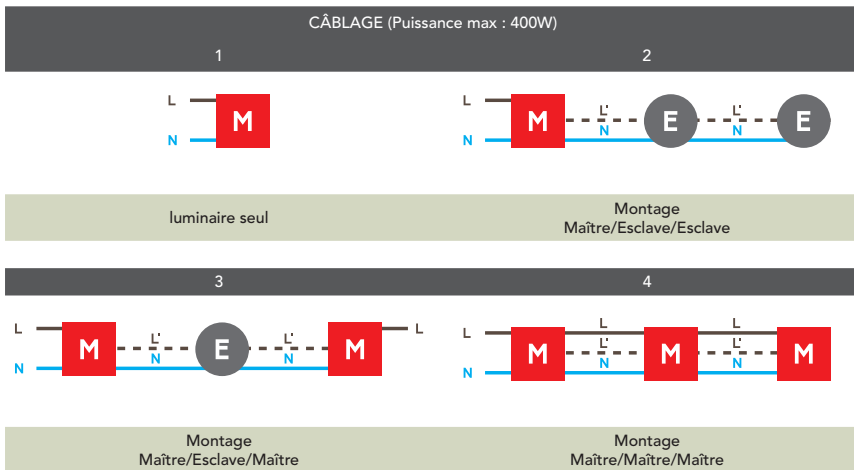 CÂBLAGE (Puissance max : 400W)
1
2
L
N
M
L
N
M
L'
N
E
L'
N
E
luminaire seul
Montage
Maître/Esclave/Esclave
3
4
L
N
M
L'
N
E
L'
N
M
L
L
N
M
L
L'
N
M
L
L'
N
M
Montage
Maître/Esclave/Maître
Montage
Maître/Maître/Maître